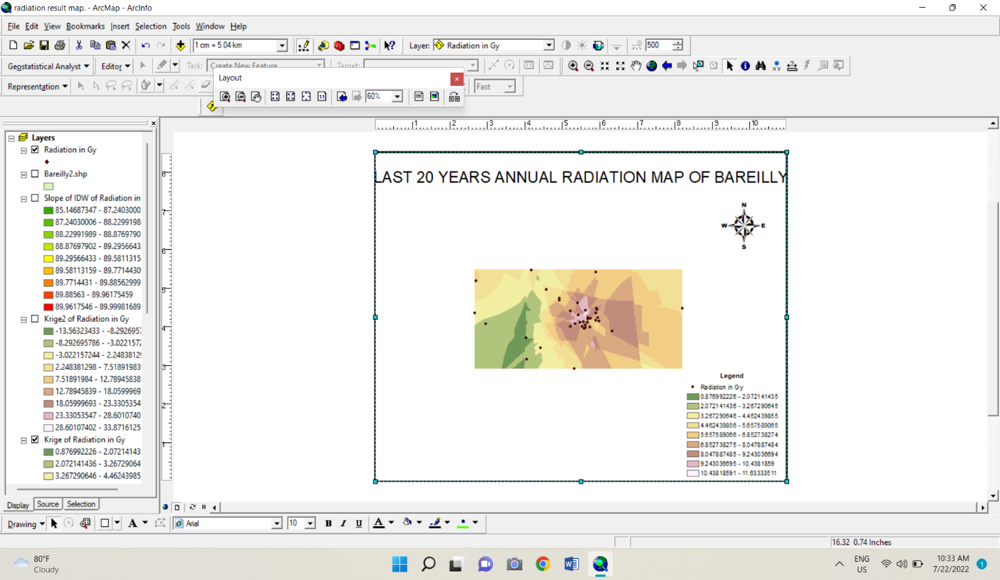 radiation result map. - ArcMap - ArcInfo
File Edit View Bookmarks Insert Selection Tools Window Help
1 cm = 5.04 km
Layer: Radiation in Gy
500
Geostatistical Analyst
Editor
Task: Create New Feature
Target:
Representation
Layout
60%
1:1
Fast
Layers
Radiation in Gy
Bareilly2.shp
Slope of IDW of Radiation in
85.14687347 - 87.2403000
87.24030006 - 88.2299198
88.22991989 - 88.8769790
88.87697902 - 89.2956643
89.29566433 - 89.5811315
89.58113159 - 89.7714430
89.7714431 - 89.88562999
89.88563 - 89.96175459
89.9617546 - 89.99981689
Krige2 of Radiation in Gy
-13.56323433 - -8.292695
-8.292695786 - -3.022157
-3.022157244 - 2.2483812
2.248381298 - 7.51891983
7.51891984 - 12.78945838
12.78945839 - 18.0599969
18.05999693 - 23.3305354
23.33053547 - 28.6010740
28.60107402 - 33.8716125
Krige of Radiation in Gy
0.876992226 - 2.07214143
2.072141436 - 3.26729064
3.267290646 - 4.46243985
Display Source Selection
1 2 3 4 5 6 7 8 9 10
8
7
6
5
4
3
2
1
LAST 20 YEARS ANNUAL RADIATION MAP OF BAREILLY
N
W E
S
Legend
Radiation in Gy
0.876992226 - 2.072141435
2.072141436 - 3.267290645
3.267290646 - 4.462439855
4.462439856 - 5.657589065
5.657589066 - 6.852738274
6.852738275 - 8.047887484
8.047887485 - 9.243036694
9.243036695 - 10.4381859
10.43818591 - 11.63333511
Drawing
A
Arial
10
B I U A
16.32 0.74 Inches
80°F
Cloudy
ENG
US
10:33 AM
7/22/2022
1